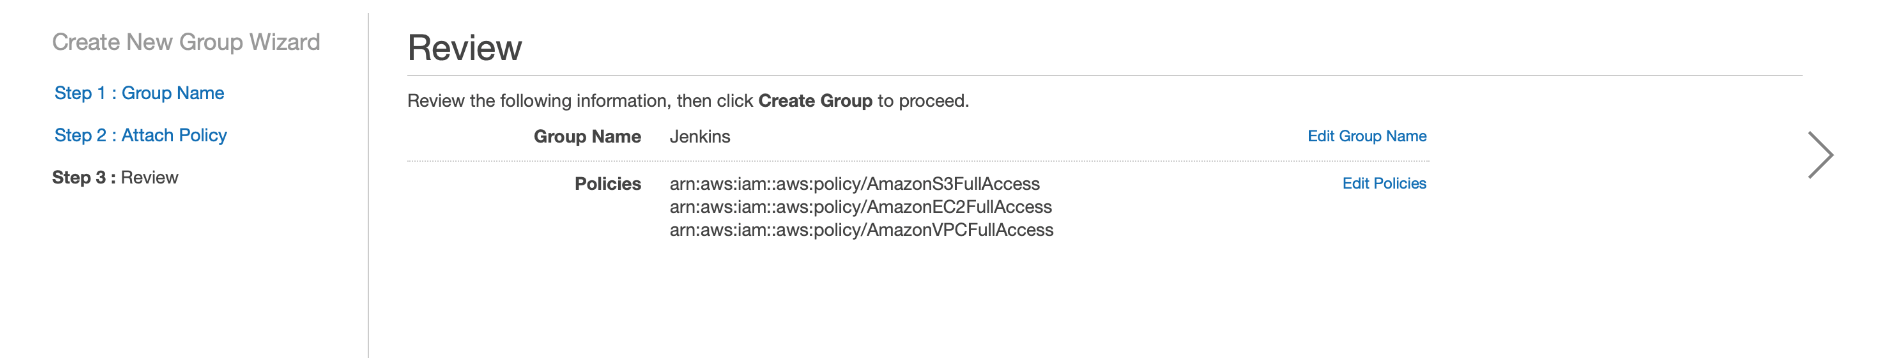 Create New Group Wizard
Step 1 : Group Name
Step 2 : Attach Policy
Step 3 : Review
Review
Review the following information, then click Create Group to proceed.
Group Name Jenkins Edit Group Name
Policies arn:aws:iam::aws:policy/AmazonS3FullAccess Edit Policies
arn:aws:iam::aws:policy/AmazonEC2FullAccess
arn:aws:iam::aws:policy/AmazonVPCFullAccess